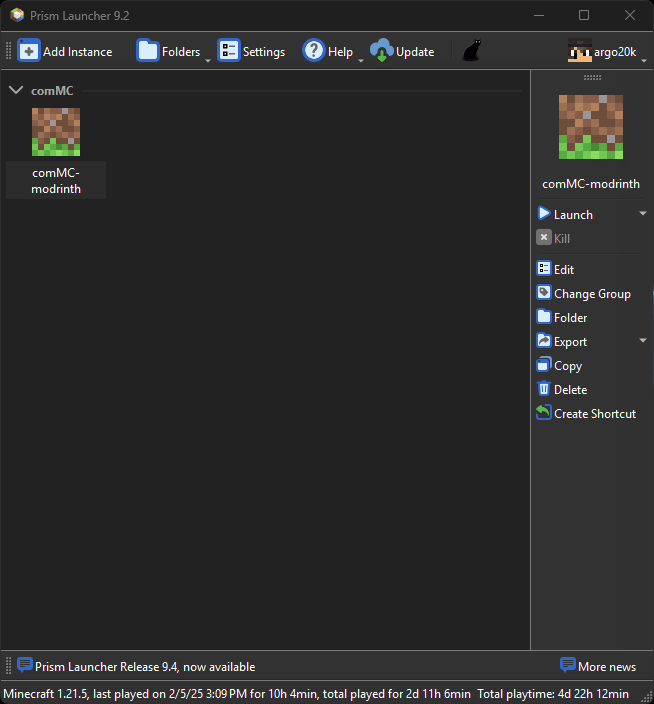 Prism Launcher 9.2
Add Instance Folders Settings Help Update argo20k
comMC
comMC-
modrinth
comMC-modrinth
Launch
Kill
Edit
Change Group
Folder
Export
Copy
Delete
Create Shortcut
Prism Launcher Release 9.4, now available More news
Minecraft 1.21.5, last played on 2/5/25 3:09 PM for 10h 4min, total played for 2d 11h 6min Total playtime: 4d 22h 12min